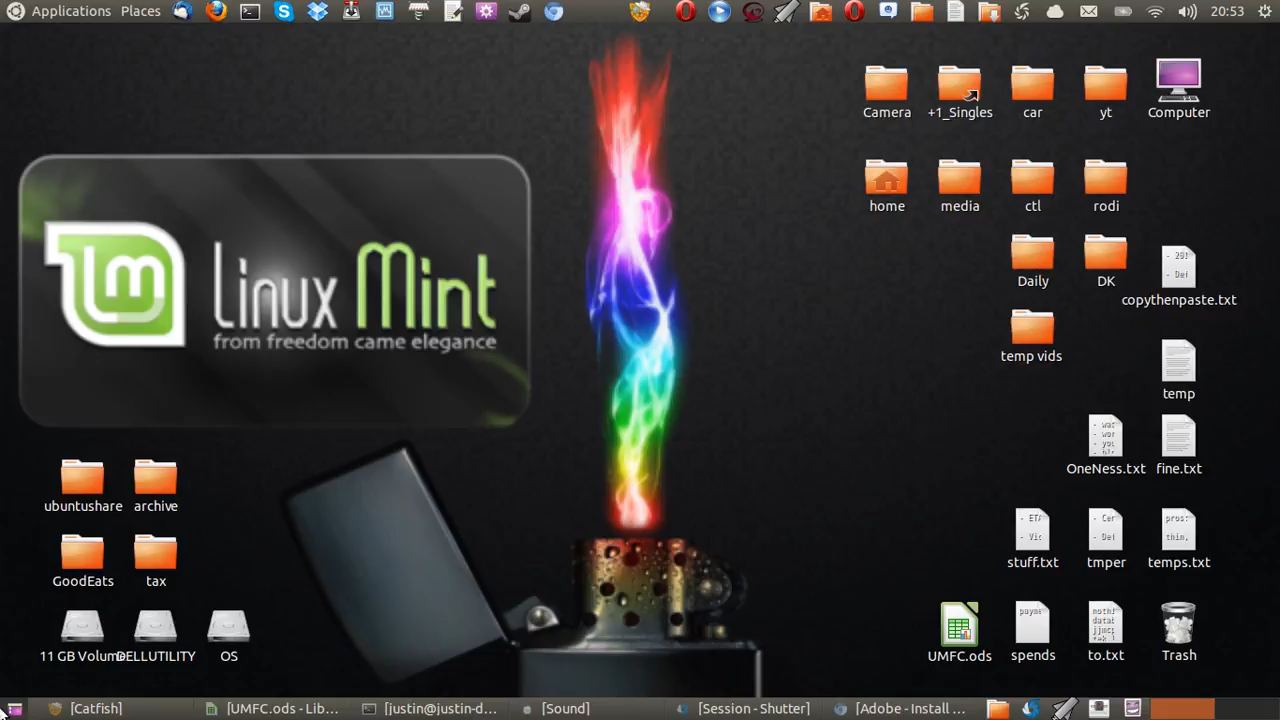 Applications Places 20:53
Camera +1_Singles car yt Computer
home media ctl rodi
Linux Mint
from freedom came elegance
Daily DK
copythenpaste.txt
temp vids
temp
OneNess.txt fine.txt
ubuntushare archive
stuff.txt tmper temps.txt
GoodEats tax
11 GB Volume DELLUTILITY OS
UMFC.ods spends to.txt Trash
[Catfish] [UMFC.ods - Lib... [justin@justin-d... [Sound] [Session - Shutter] [Adobe - Install ...